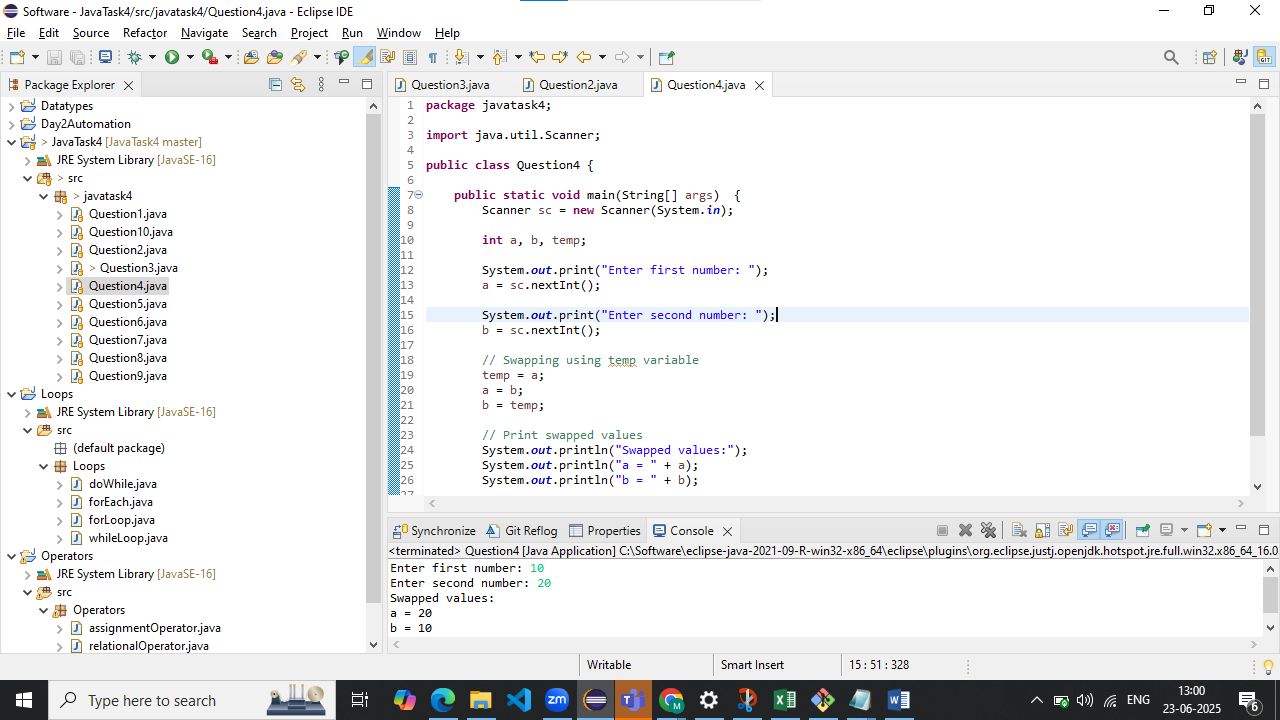 Software - JavaTask4/src/javatask4/Question4.java - Eclipse IDE
File Edit Source Refactor Navigate Search Project Run Window Help
Package Explorer
Datatypes
Day2Automation
> JavaTask4 [JavaTask4 master]
JRE System Library [JavaSE-16]
> src
> javatask4
Question1.java
Question10.java
Question2.java
> Question3.java
Question4.java
Question5.java
Question6.java
Question7.java
Question8.java
Question9.java
Loops
JRE System Library [JavaSE-16]
src
(default package)
Loops
doWhile.java
forEach.java
forLoop.java
whileLoop.java
Operators
JRE System Library [JavaSE-16]
src
Operators
assignmentOperator.java
relationalOperator.java
Question3.java Question2.java Question4.java
1 package javatask4;
2
3 import java.util.Scanner;
4
5 public class Question4 {
6
7 public static void main(String[] args)  {
8 Scanner sc = new Scanner(System.in);
9
10 int a, b, temp;
11
12 System.out.print("Enter first number: ");
13 a = sc.nextInt();
14
15 System.out.print("Enter second number: ");
16 b = sc.nextInt();
17
18 // Swapping using temp variable
19 temp = a;
20 a = b;
21 b = temp;
22
23 // Print swapped values
24 System.out.println("Swapped values:");
25 System.out.println("a = " + a);
26 System.out.println("b = " + b);
27
Synchronize Git Reflog Properties Console
<terminated> Question4 [Java Application] C:\Software\eclipse-java-2021-09-R-win32-x86_64\eclipse\plugins\org.eclipse.justj.openjdk.hotspot.jre.full.win32.x86_64_16.0
Enter first number: 10
Enter second number: 20
Swapped values:
a = 20
b = 10
Writable Smart Insert 15 : 51 : 328
Type here to search
ENG
13:00
23-06-2025
6